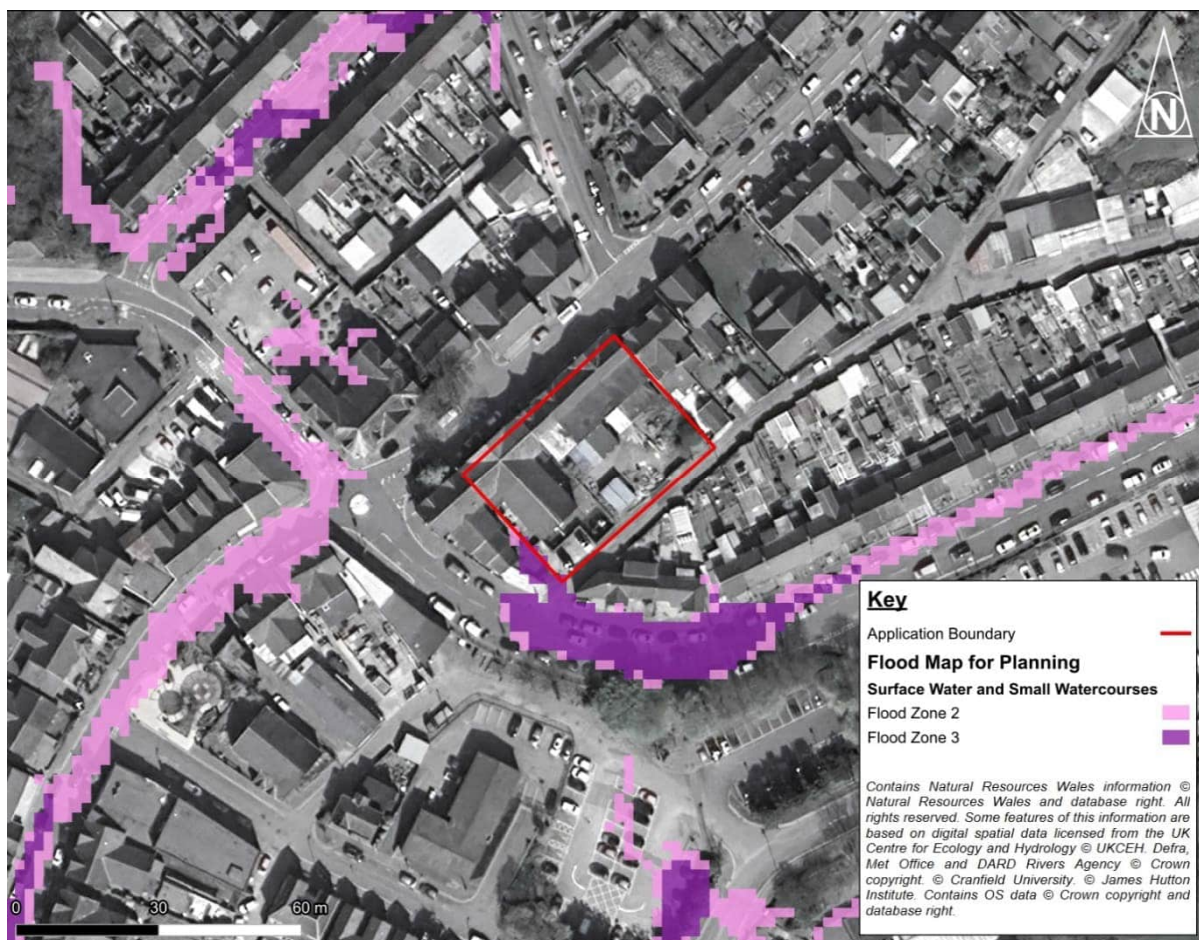 N
Key
Application Boundary
Flood Map for Planning
Surface Water and Small Watercourses
Flood Zone 2
Flood Zone 3
Contains Natural Resources Wales information ©
Natural Resources Wales and database right. All
rights reserved. Some features of this information are
based on digital spatial data licensed from the UK
Centre for Ecology and Hydrology © UKCEH. Defra,
Met Office and DARD Rivers Agency © Crown
copyright. © Cranfield University. © James Hutton
Institute. Contains OS data © Crown copyright and
database right.
0 30 60 m